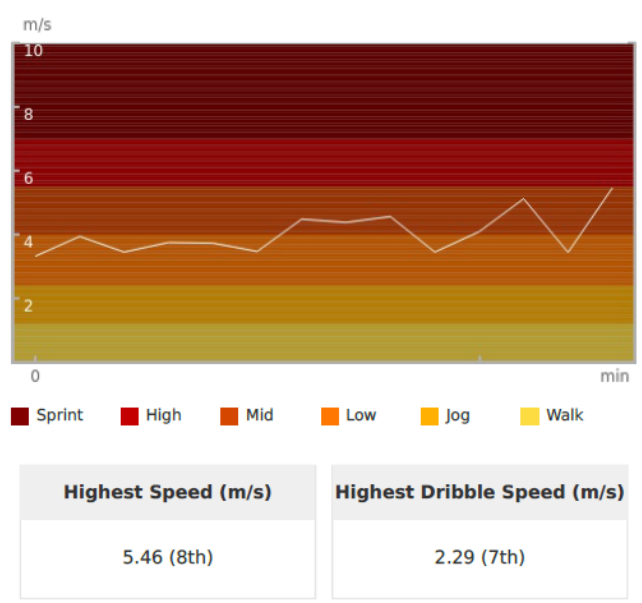 m/s
10
8
6
4
2
0 min
Sprint High Mid Low Jog Walk
Highest Speed (m/s) Highest Dribble Speed (m/s)
5.46 (8th) 2.29 (7th)